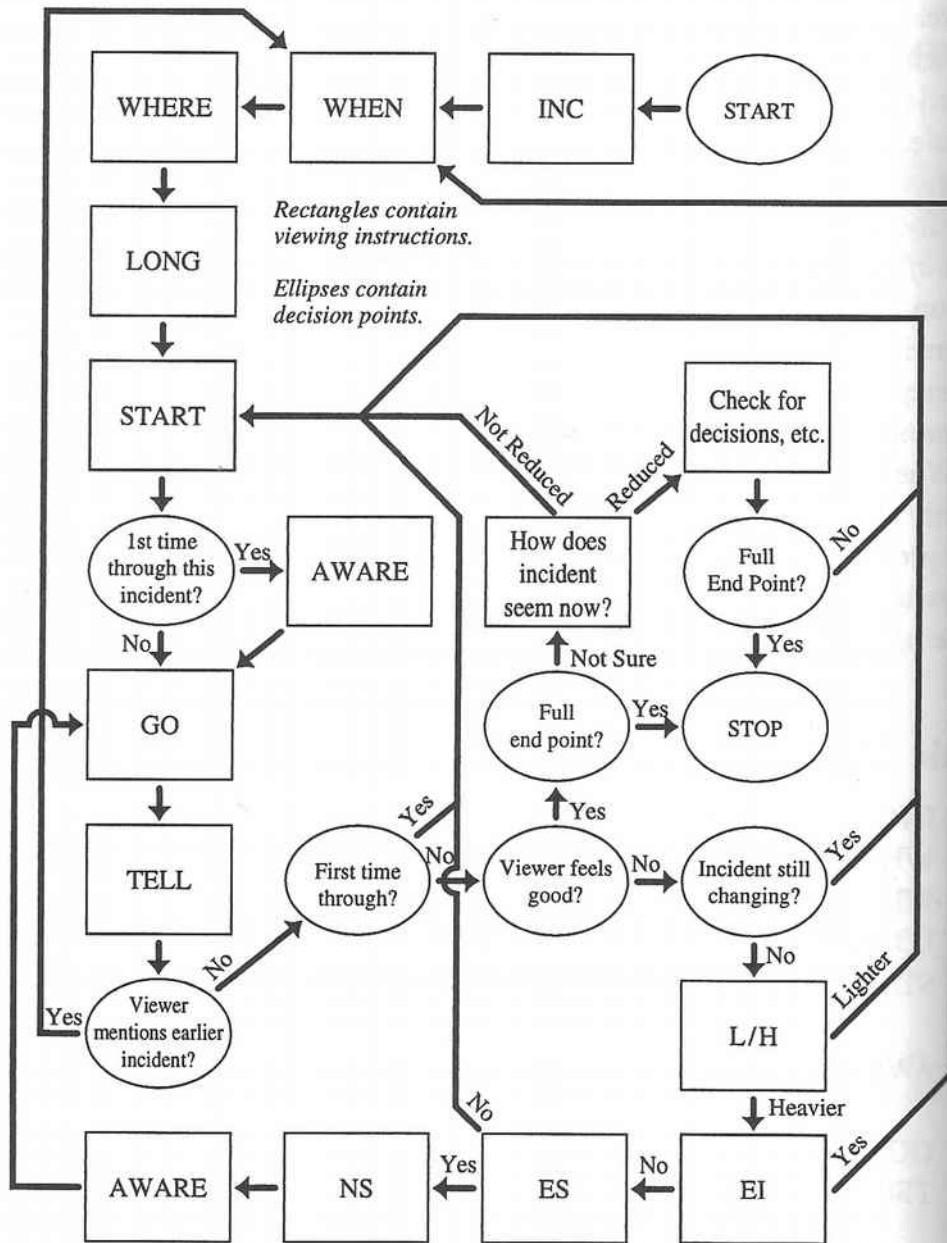 WHERE
WHEN
INC
START
Rectangles contain
viewing instructions.
LONG
Ellipses contain
decision points.
START
Not Reduced
Reduced
Check for
decisions, etc.
1st time
through this
incident?
Yes
AWARE
How does
incident
seem now?
Full
End Point?
No
No
Not Sure
Yes
GO
Full
end point?
Yes
STOP
Yes
Yes
TELL
First time
through?
No
Viewer feels
good?
No
Incident still
changing?
Yes
No
No
Yes
Viewer
mentions earlier
incident?
L/H
Lighter
No
Heavier
AWARE
NS
Yes
ES
No
EI
Yes